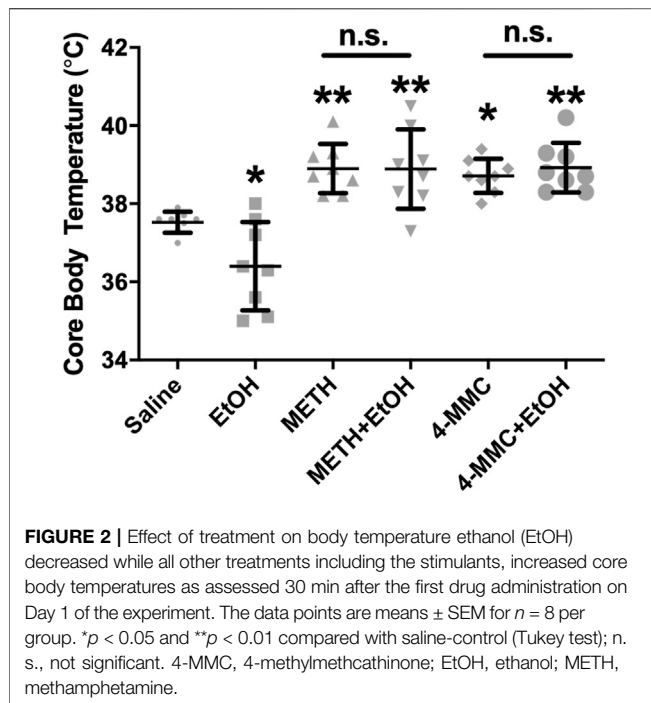 42
40
38
36
34
Core Body Temperature (°C)
n.s.
n.s.
*
**
**
*
**
Saline
EtOH
METH
METH+EtOH
4-MMC
4-MMC+EtOH
FIGURE 2 | Effect of treatment on body temperature ethanol (EtOH)
decreased while all other treatments including the stimulants, increased core
body temperatures as assessed 30 min after the first drug administration on
Day 1 of the experiment. The data points are means ± SEM for n = 8 per
group. *p < 0.05 and **p < 0.01 compared with saline-control (Tukey test); n.
s., not significant. 4-MMC, 4-methylmethcathinone; EtOH, ethanol; METH,
methamphetamine.